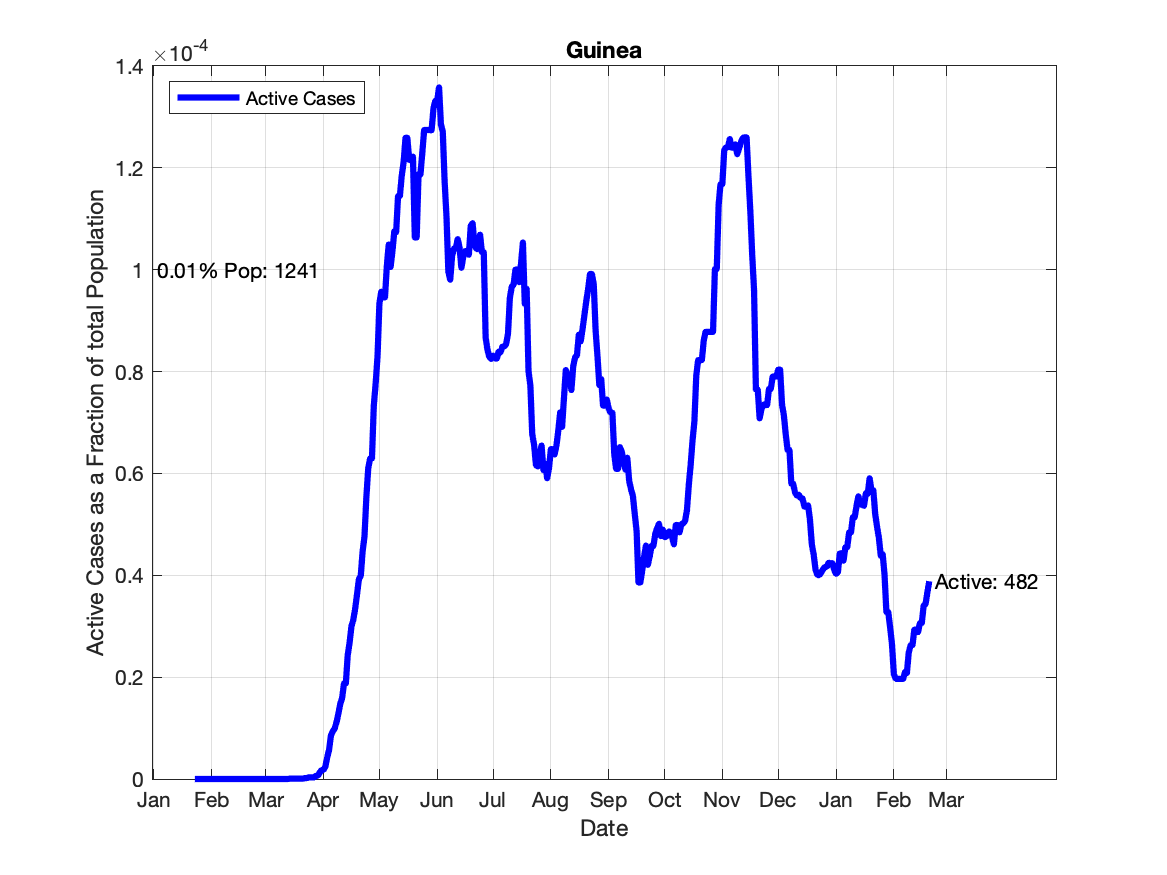 Guinea
×10⁻⁴
1.4
1.2
1
0.8
0.6
0.4
0.2
0
Active Cases as a Fraction of total Population
Active Cases
0.01% Pop: 1241
Active: 482
Jan Feb Mar Apr May Jun Jul Aug Sep Oct Nov Dec Jan Feb Mar
Date